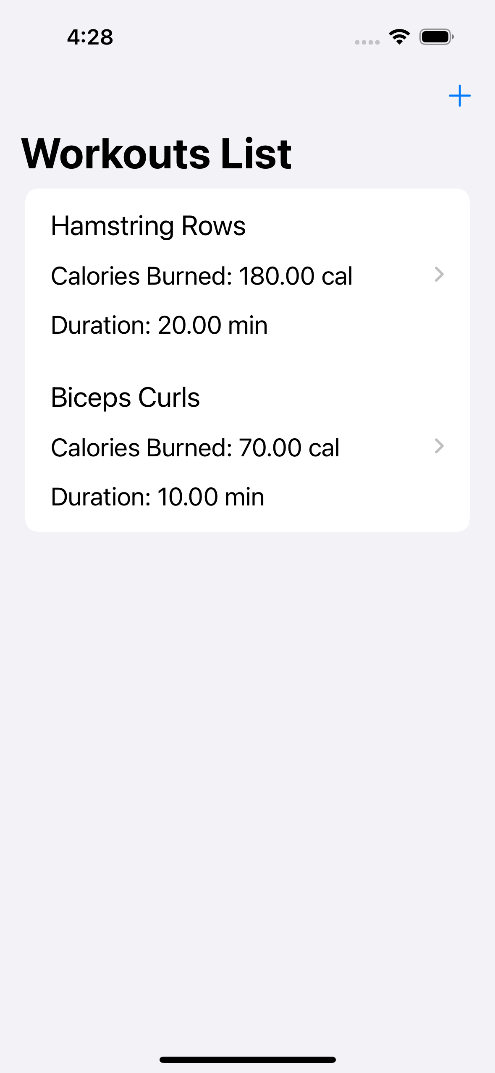 4:28
Workouts List
Hamstring Rows
Calories Burned: 180.00 cal
Duration: 20.00 min
Biceps Curls
Calories Burned: 70.00 cal
Duration: 10.00 min